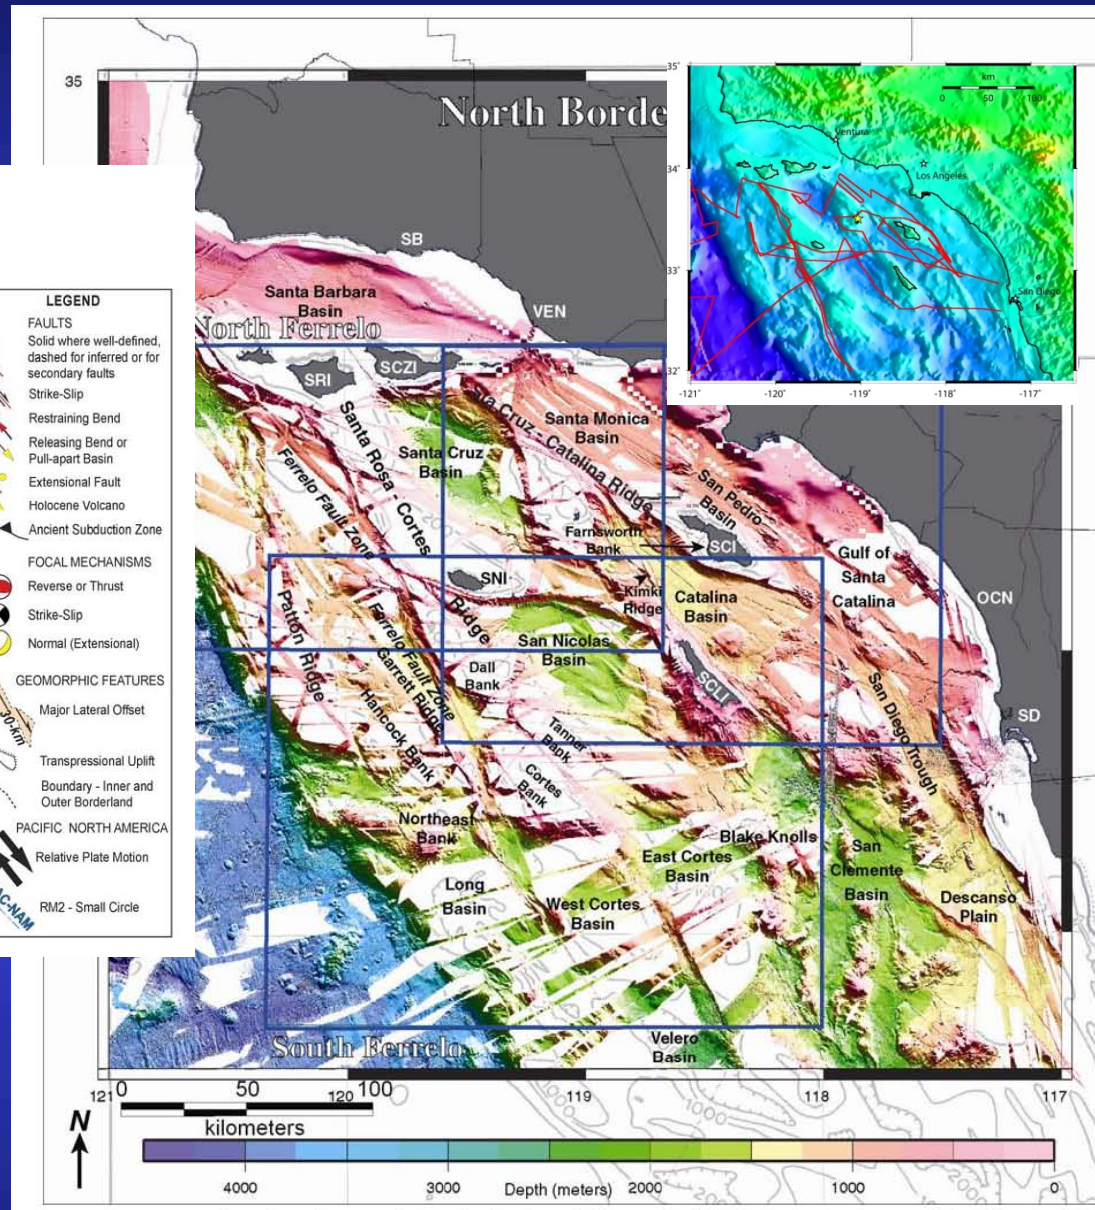 35
North Borde
km
0 50 100
35°
34°
33°
32°
-121°
-120°
-119°
-118°
-117°
Ventura
Los Angeles
San Diego
SB
VEN
Santa Barbara
Basin
North Ferrelo
SRI
SCZI
LEGEND
FAULTS
Solid where well-defined,
dashed for inferred or for
secondary faults
Strike-Slip
Restraining Bend
Releasing Bend or
Pull-apart Basin
Extensional Fault
Holocene Volcano
Ancient Subduction Zone
FOCAL MECHANISMS
Reverse or Thrust
Strike-Slip
Normal (Extensional)
GEOMORPHIC FEATURES
30-km
Major Lateral Offset
Transpressional Uplift
Boundary - Inner and
Outer Borderland
PACIFIC NORTH AMERICA
Relative Plate Motion
AC-NAM
RM2 - Small Circle
ta Cruz - Catalina Ridge
Santa Monica
Basin
Santa Rosa - Cortes
Ridge
Santa Cruz
Basin
Ferrelo Fault Zone
San Pedro
Basin
Farnsworth
Bank
SCI
Gulf of
Santa
Catalina
SNI
Kimki
Ridge
Catalina
Basin
OCN
Patton Ridge
Ferrelo Fault Zone
Garrett Ridge
San Nicolas
Basin
Dall
Bank
SCLI
Hancock Bank
San Diego Trough
SD
Tanner
Bank
Cortes
Bank
Northeast
Bank
Blake Knolls
East Cortes
Basin
San
Clemente
Basin
Long
Basin
West Cortes
Basin
Descanso
Plain
South Ferrelo
Velero
Basin
121
120
119
118
117
0 50 100
kilometers
N
1000
1000
2000
4000 3000 Depth (meters) 2000 1000 0